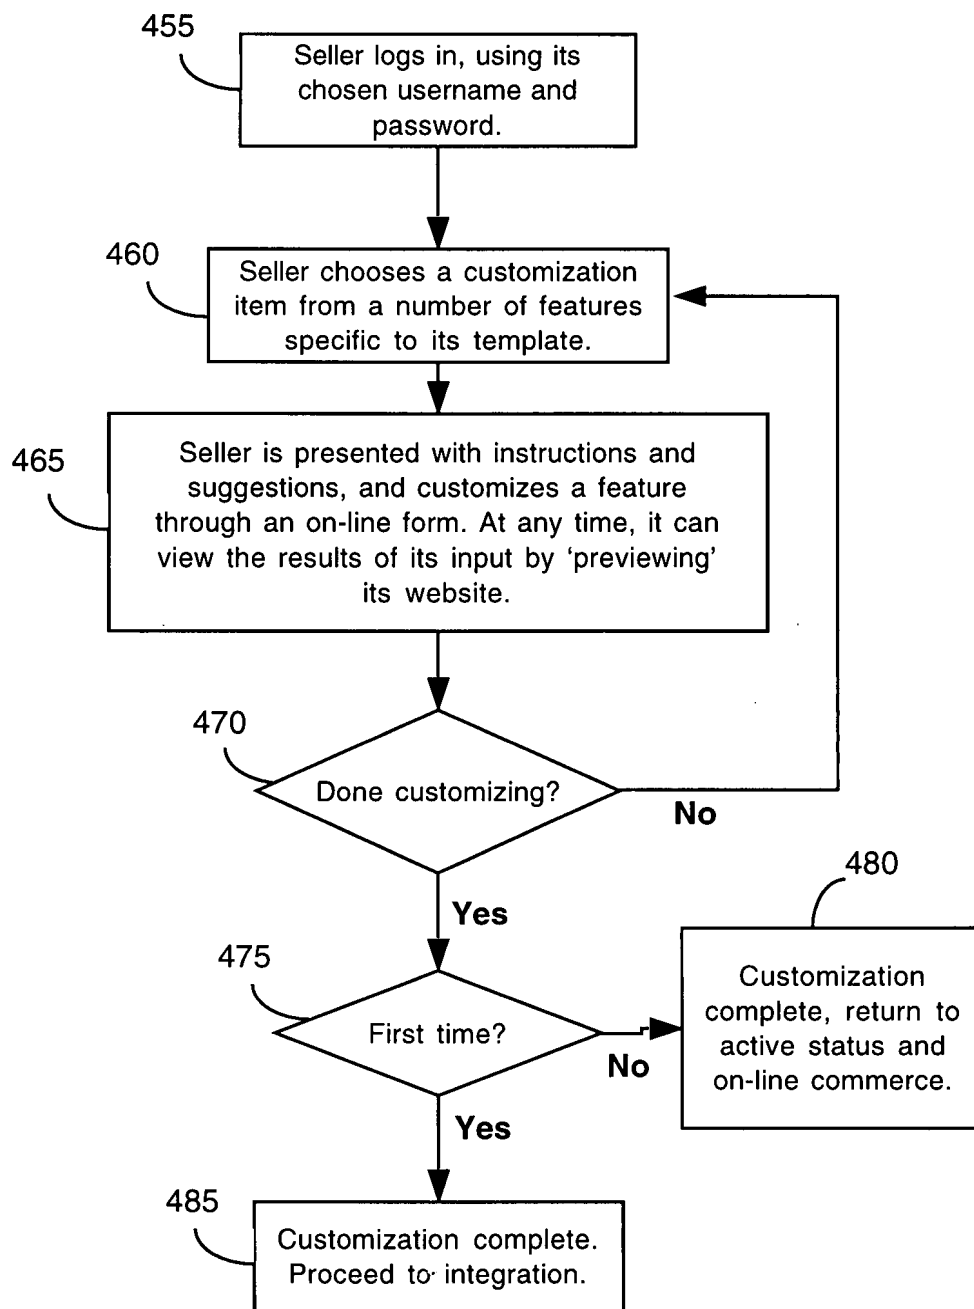 455
Seller logs in, using its
chosen username and
password.
460
Seller chooses a customization
item from a number of features
specific to its template.
465
Seller is presented with instructions and
suggestions, and customizes a feature
through an on-line form. At any time, it can
view the results of its input by ‘previewing’
its website.
470
Done customizing?
No
Yes
480
475
First time?
No
Customization
complete, return to
active status and
on-line commerce.
Yes
485
Customization complete.
Proceed to integration.